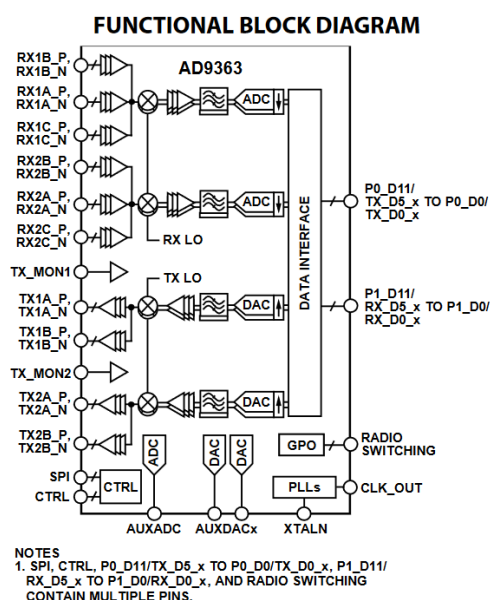 FUNCTIONAL BLOCK DIAGRAM
AD9363
RX1B_P,
RX1B_N
RX1A_P,
RX1A_N
RX1C_P,
RX1C_N
RX2B_P,
RX2B_N
RX2A_P,
RX2A_N
RX2C_P,
RX2C_N
TX_MON1
TX1A_P,
TX1A_N
TX1B_P,
TX1B_N
TX_MON2
TX2A_P,
TX2A_N
TX2B_P,
TX2B_N
SPI
CTRL
CTRL
ADC
ADC
RX LO
TX LO
DAC
DAC
DATA INTERFACE
P0_D11/
TX_D5_x TO P0_D0/
TX_D0_x
P1_D11/
RX_D5_x TO P1_D0/
RX_D0_x
ADC
DAC
DAC
GPO
RADIO
SWITCHING
PLLs
CLK_OUT
AUXADC
AUXDACx
XTALN
NOTES
1. SPI, CTRL, P0_D11/TX_D5_x TO P0_D0/TX_D0_x, P1_D11/
RX_D5_x TO P1_D0/RX_D0_x, AND RADIO SWITCHING
CONTAIN MULTIPLE PINS.